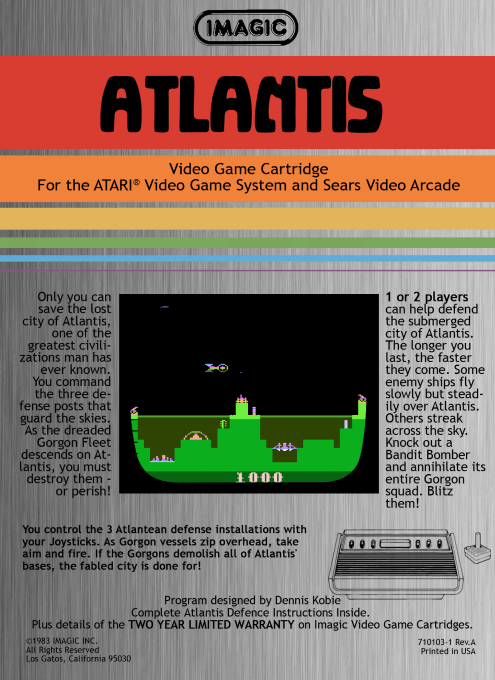 IMAGIC
ATLANTIS
Video Game Cartridge
For the ATARI® Video Game System and Sears Video Arcade
Only you can
save the lost
city of Atlantis,
one of the
greatest civili-
zations man has
ever known.
You command
the three de-
fense posts that
guard the skies.
As the dreaded
Gorgon Fleet
descends on At-
lantis, you must
destroy them -
or perish!
1000
1 or 2 players
can help defend
the submerged
city of Atlantis.
The longer you
last, the faster
they come. Some
enemy ships fly
slowly but stead-
ily over Atlantis.
Others streak
across the sky.
Knock out a
Bandit Bomber
and annihilate its
entire Gorgon
squad. Blitz
them!
You control the 3 Atlantean defense installations with
your Joysticks. As Gorgon vessels zip overhead, take
aim and fire. If the Gorgons demolish all of Atlantis'
bases, the fabled city is done for!
Program designed by Dennis Kobie
Complete Atlantis Defence Instructions Inside.
Plus details of the TWO YEAR LIMITED WARRANTY on Imagic Video Game Cartridges.
©1983 IMAGIC INC.
All Rights Reserved
Los Gatos, California 95030
710103-1 Rev.A
Printed in USA